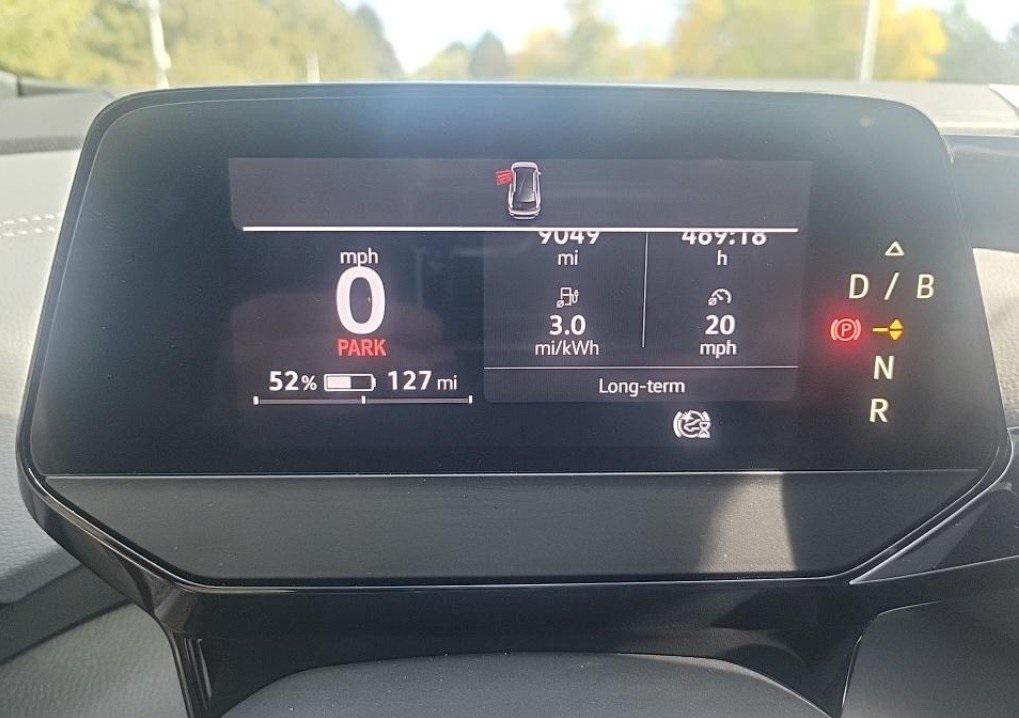 mph
0
PARK
52% 127 mi
9049 469:18
mi h
3.0 20
mi/kWh mph
Long-term
D / B
P
N
R